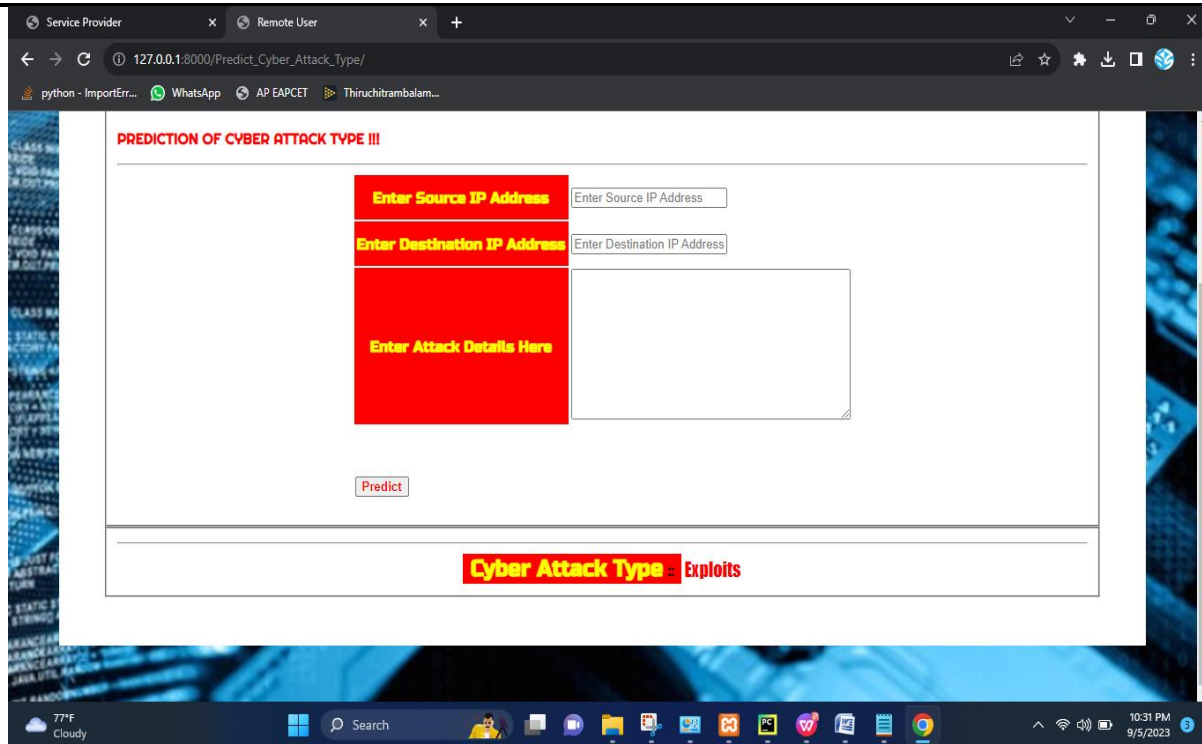 Service Provider
Remote User
127.0.0.1:8000/Predict_Cyber_Attack_Type/
python - ImportErr... WhatsApp AP EAPCET Thiruchitrambalam...
PREDICTION OF CYBER ATTACK TYPE !!!
Enter Source IP Address Enter Source IP Address
Enter Destination IP Address Enter Destination IP Address
Enter Attack Details Here
Predict
Cyber Attack Type :: Exploits
77°F
Cloudy
Search
10:31 PM
9/5/2023
3